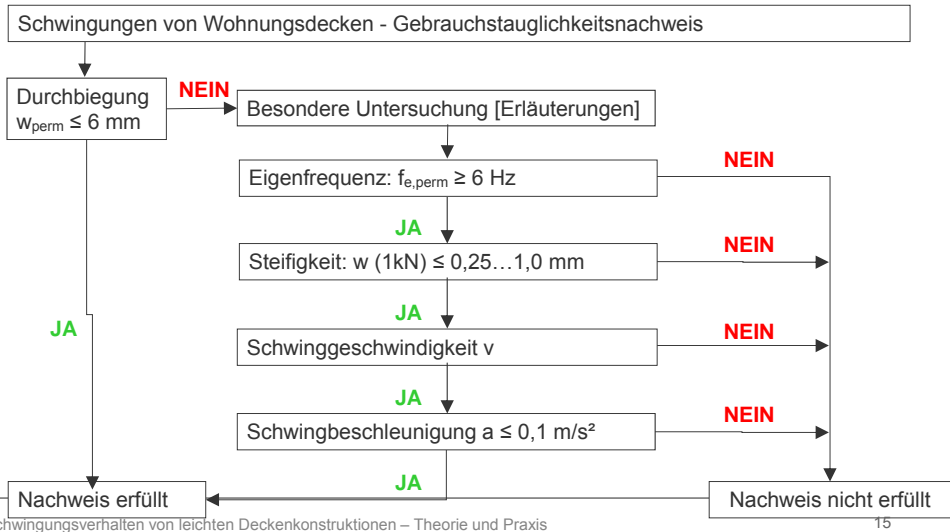 Schwingungen von Wohnungsdecken - Gebrauchstauglichkeitsnachweis
Durchbiegung
w_perm ≤ 6 mm
NEIN
Besondere Untersuchung [Erläuterungen]
Eigenfrequenz: f_e,perm ≥ 6 Hz
NEIN
JA
Steifigkeit: w (1kN) ≤ 0,25…1,0 mm
NEIN
JA
JA
Schwinggeschwindigkeit v
NEIN
JA
Schwingbeschleunigung a ≤ 0,1 m/s²
NEIN
JA
Nachweis erfüllt
Nachweis nicht erfüllt
chwingungsverhalten von leichten Deckenkonstruktionen – Theorie und Praxis
15